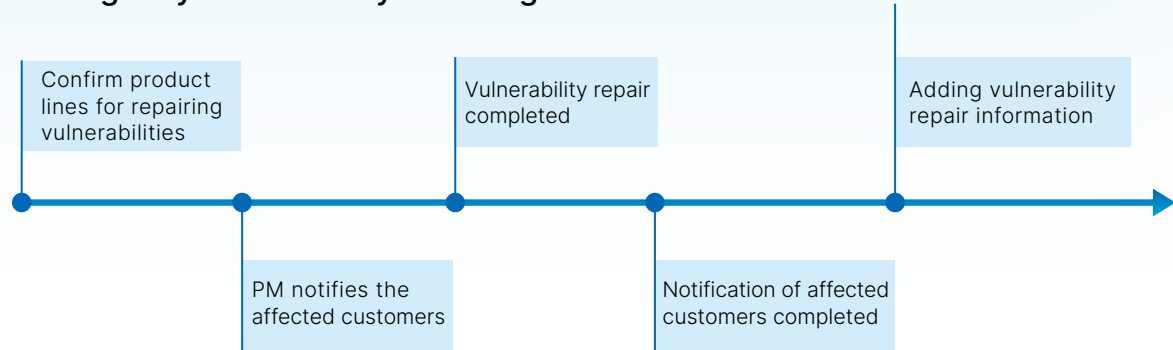 Confirm product
lines for repairing
vulnerabilities
PM notifies the
affected customers
Vulnerability repair
completed
Notification of affected
customers completed
Adding vulnerability
repair information